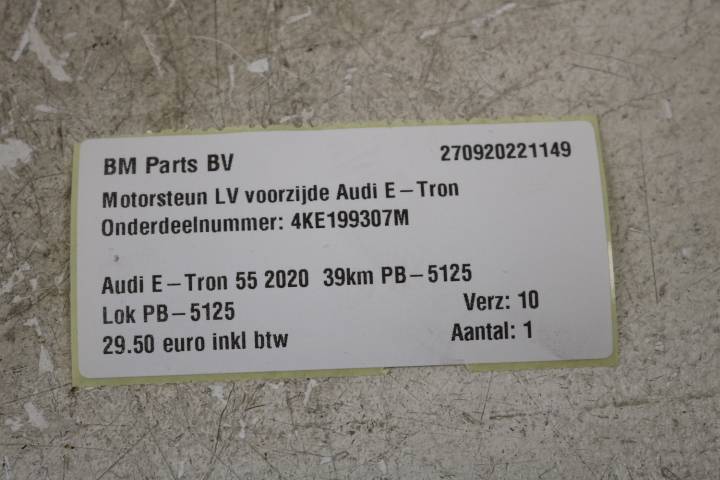 BM Parts BV 270920221149
Motorsteun LV voorzijde Audi E-Tron
Onderdeelnummer: 4KE199307M
Audi E-Tron 55 2020 39km PB-5125
Lok PB-5125 Verz: 10
29.50 euro inkl btw Aantal: 1